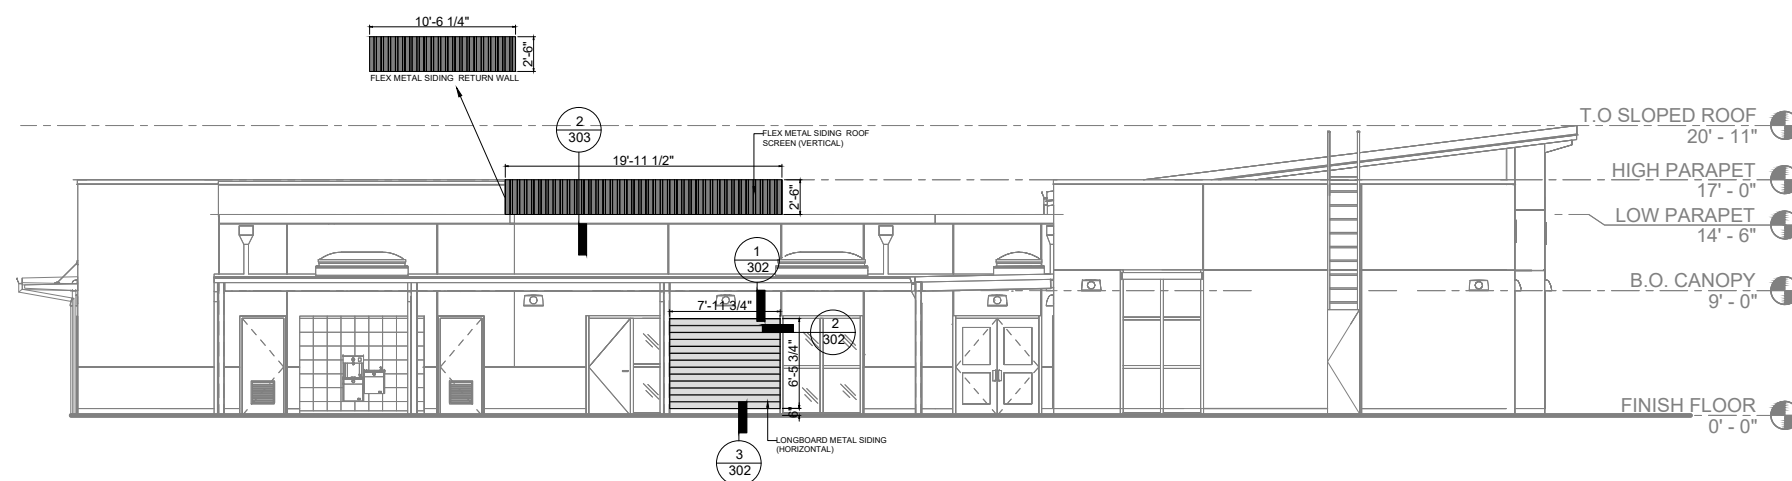 10'-6 1/4"
2'-6"
FLEX METAL SIDING RETURN WALL
2
303
FLEX METAL SIDING ROOF
SCREEN (VERTICAL)
19'-11 1/2"
2'-6"
T.O SLOPED ROOF
20' - 11"
HIGH PARAPET
17' - 0"
LOW PARAPET
14' - 6"
1
302
B.O. CANOPY
9' - 0"
7'-11 3/4"
2
302
6'-5 3/4"
6"
FINISH FLOOR
0' - 0"
LONGBOARD METAL SIDING
(HORIZONTAL)
3
302